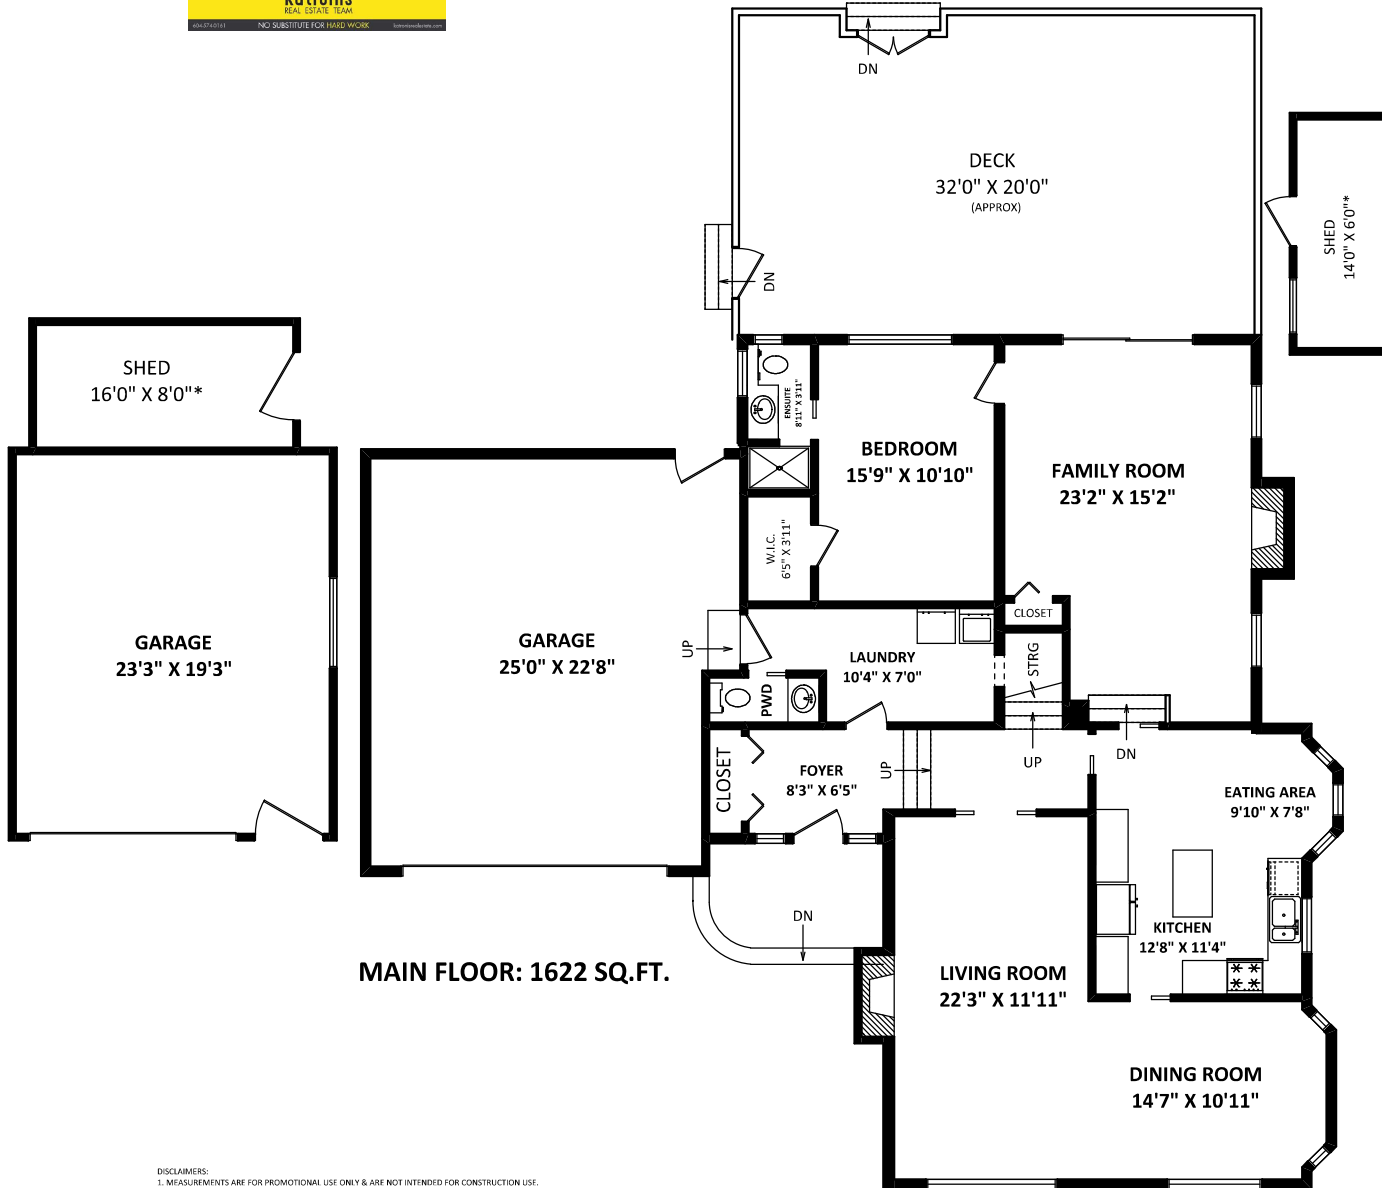 REAL ESTATE TEAM
604-574-0161
NO SUBSTITUTE FOR HARD WORK
katronisrealestate.com
DN
DECK
32'0" X 20'0"
(APPROX)
SHED
14'0" X 6'0"*
DN
SHED
16'0" X 8'0"*
ENSUITE
8'11" X 3'11"
BEDROOM
15'9" X 10'10"
FAMILY ROOM
23'2" X 15'2"
W.I.C.
6'5" X 3'11"
CLOSET
GARAGE
23'3" X 19'3"
GARAGE
25'0" X 22'8"
UP
LAUNDRY
10'4" X 7'0"
STRG
PWD
CLOSET
FOYER
8'3" X 6'5"
UP
UP
DN
EATING AREA
9'10" X 7'8"
DN
KITCHEN
12'8" X 11'4"
MAIN FLOOR: 1622 SQ.FT.
LIVING ROOM
22'3" X 11'11"
DINING ROOM
14'7" X 10'11"
DISCLAIMERS:
1. MEASUREMENTS ARE FOR PROMOTIONAL USE ONLY & ARE NOT INTENDED FOR CONSTRUCTION USE.